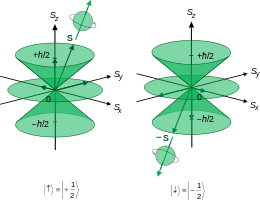 S_z
S
+ħ/2
S_y
0
S_x
−ħ/2
|↑⟩ = |+ 1/2⟩
S_z
+ħ/2
S_y
0
S_x
−ħ/2
−S
|↓⟩ = |− 1/2⟩